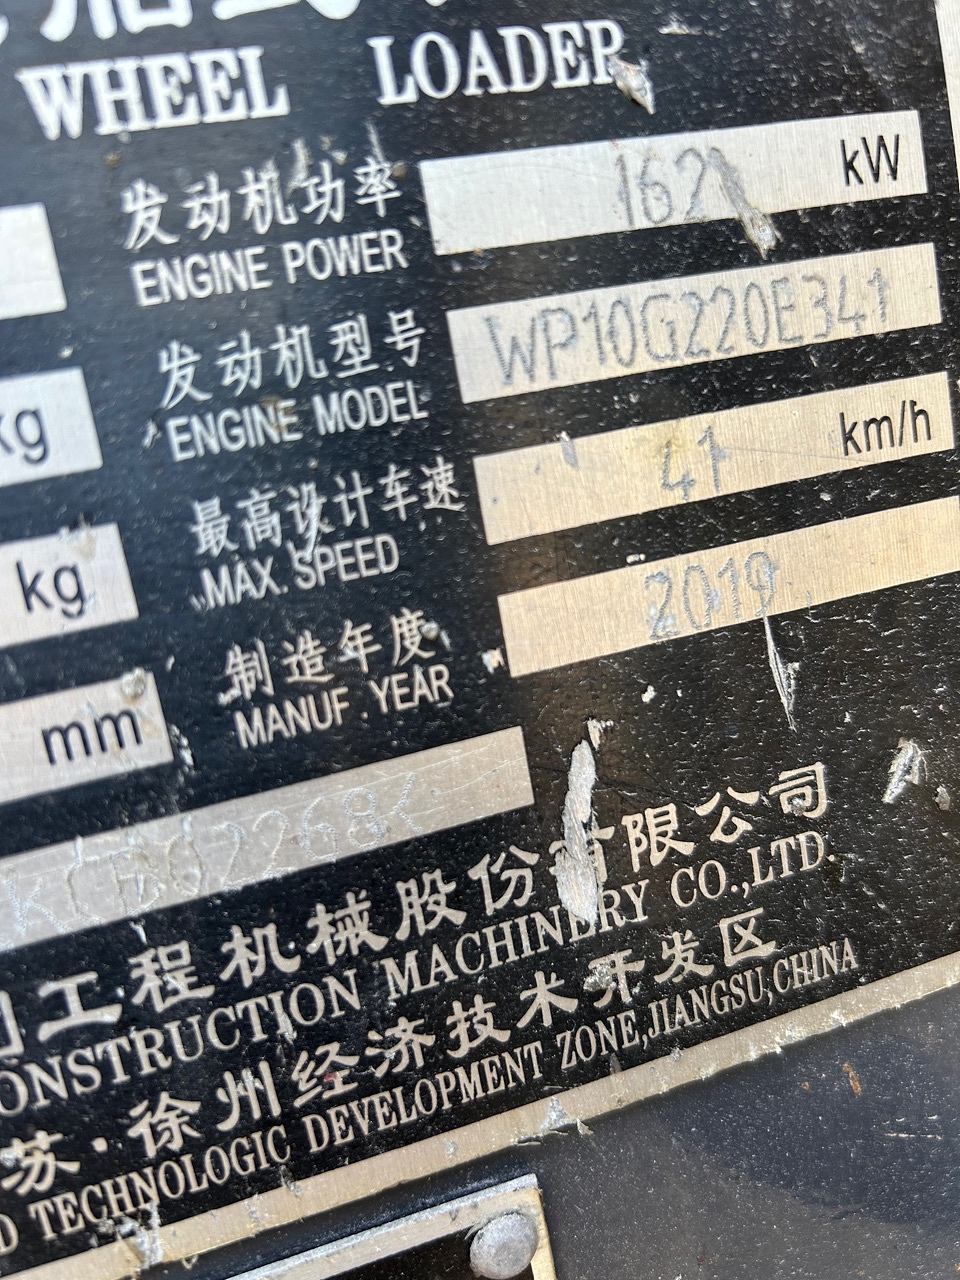 WHEEL LOADER
发动机功率 162 kW
ENGINE POWER
发动机型号 WP10G220E341
ENGINE MODEL
kg
最高设计车速 41 km/h
MAX. SPEED
kg
制造年度 2019
MANUF. YEAR
mm
工程机械股份有限公司
CONSTRUCTION MACHINERY CO.,LTD.
苏·徐州经济技术开发区
TECHNOLOGIC DEVELOPMENT ZONE,JIANGSU,CHINA